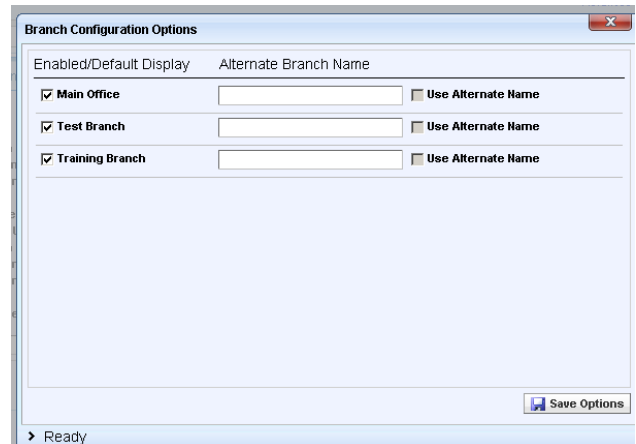 Branch Configuration Options
Enabled/Default Display Alternate Branch Name
Main Office Use Alternate Name
Test Branch Use Alternate Name
Training Branch Use Alternate Name
Save Options
Ready